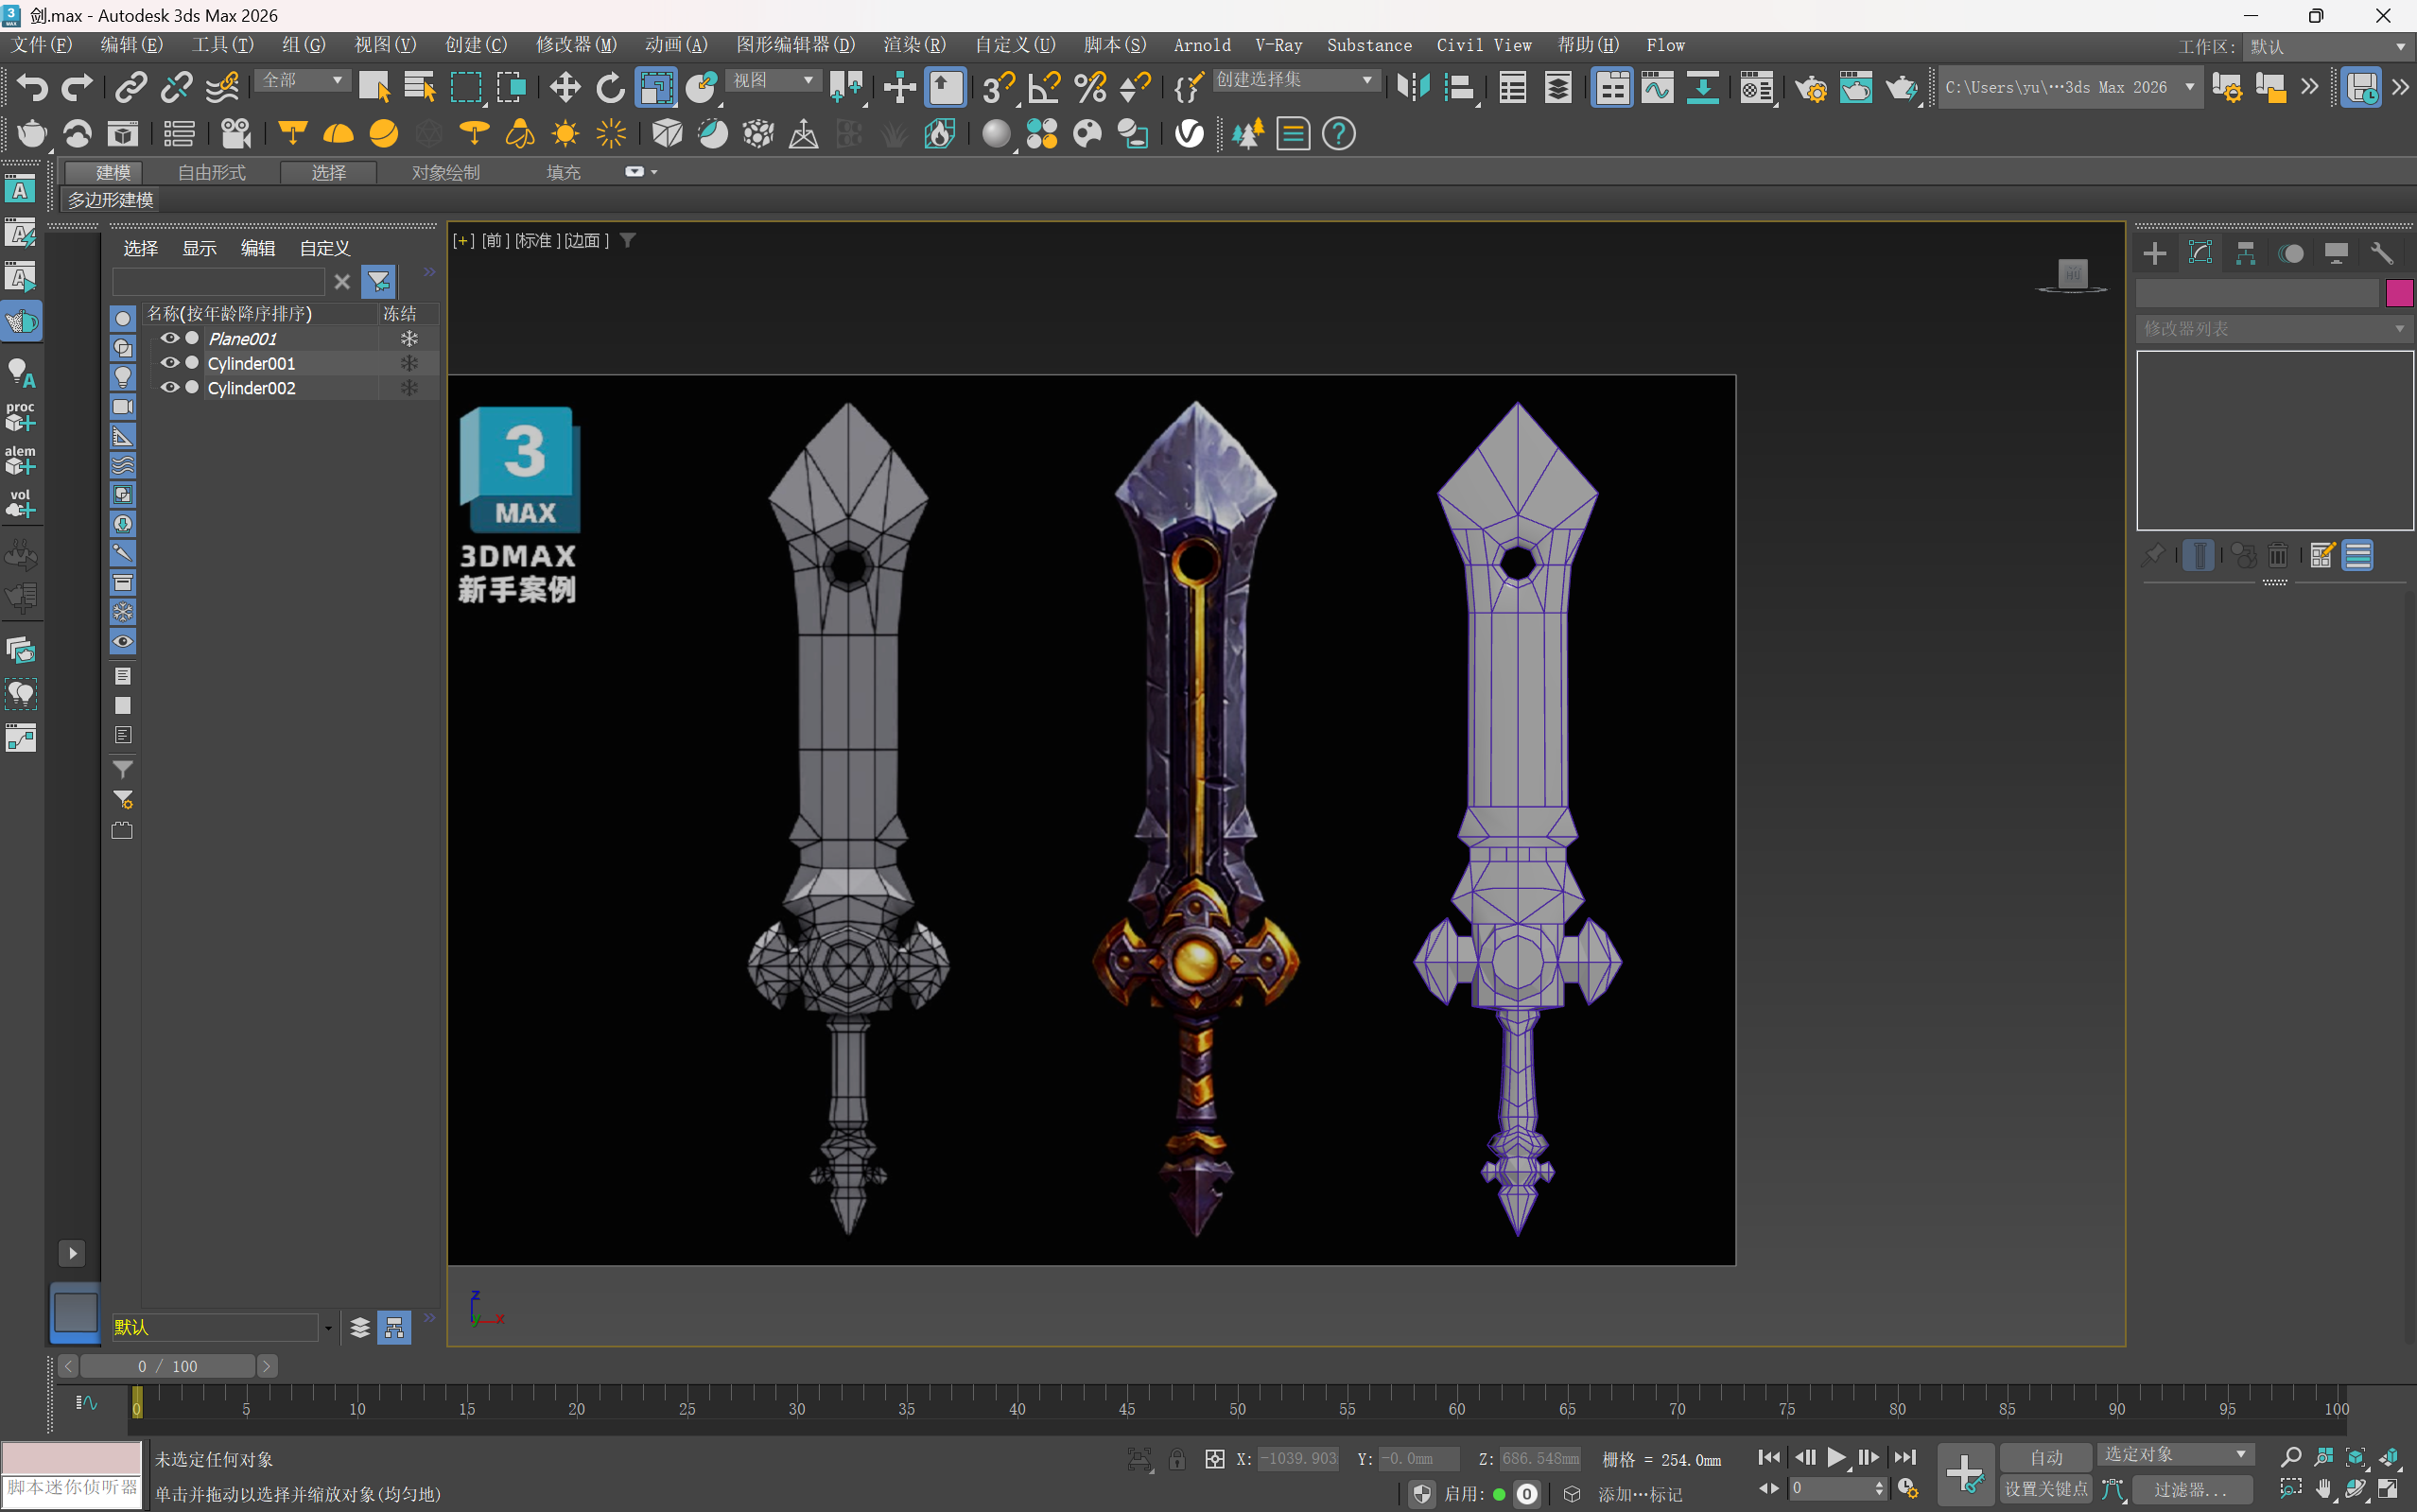 剑.max - Autodesk 3ds Max 2026
文件(F) 编辑(E) 工具(T) 组(G) 视图(V) 创建(C) 修改器(M) 动画(A) 图形编辑器(D) 渲染(R) 自定义(U) 脚本(S) Arnold V-Ray Substance Civil View 帮助(H) Flow 工作区: 默认
全部 视图 创建选择集 C:\Users\yu\···3ds Max 2026
建模 自由形式 选择 对象绘制 填充
多边形建模
选择 显示 编辑 自定义
[+] [前] [标准] [边面]
名称(按年龄降序排序) 冻结
Plane001
Cylinder001
Cylinder002
修改器列表
proc
alem
vol
3
MAX
3DMAX
新手案例
z
y x
默认
0 / 100
0 5 10 15 20 25 30 35 40 45 50 55 60 65 70 75 80 85 90 95 100
未选定任何对象 X: -1039.903 Y: -0.0mm Z: 686.548mm 栅格 = 254.0mm 自动 选定对象
脚本迷你侦听器 单击并拖动以选择并缩放对象(均匀地) 启用: 0 添加···标记 0 设置关键点 过滤器...